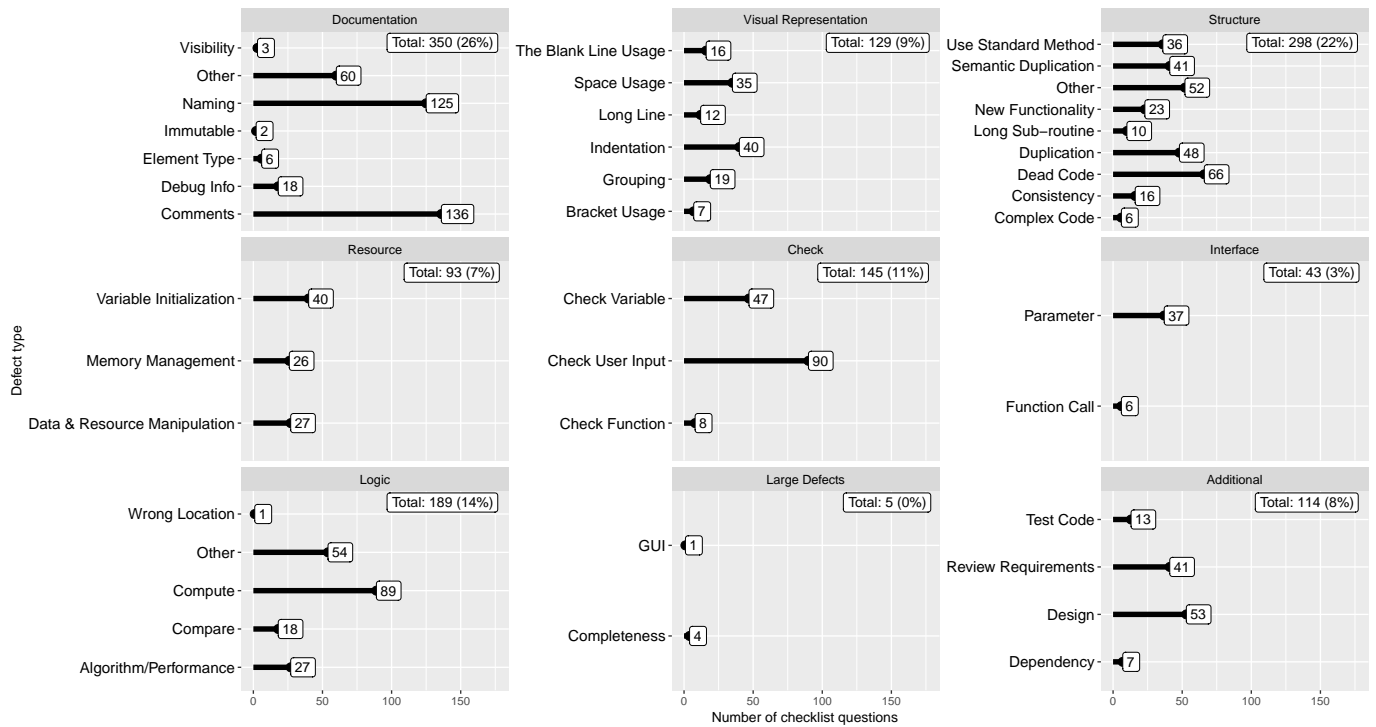 Documentation
Total: 350 (26%)
Visibility 3
Other 60
Naming 125
Immutable 2
Element Type 6
Debug Info 18
Comments 136
Visual Representation
Total: 129 (9%)
The Blank Line Usage 16
Space Usage 35
Long Line 12
Indentation 40
Grouping 19
Bracket Usage 7
Structure
Total: 298 (22%)
Use Standard Method 36
Semantic Duplication 41
Other 52
New Functionality 23
Long Sub−routine 10
Duplication 48
Dead Code 66
Consistency 16
Complex Code 6
Defect type
Resource
Total: 93 (7%)
Variable Initialization 40
Memory Management 26
Data & Resource Manipulation 27
Check
Total: 145 (11%)
Check Variable 47
Check User Input 90
Check Function 8
Interface
Total: 43 (3%)
Parameter 37
Function Call 6
Logic
Total: 189 (14%)
Wrong Location 1
Other 54
Compute 89
Compare 18
Algorithm/Performance 27
0 50 100 150
Large Defects
Total: 5 (0%)
GUI 1
Completeness 4
0 50 100 150
Additional
Total: 114 (8%)
Test Code 13
Review Requirements 41
Design 53
Dependency 7
0 50 100 150
Number of checklist questions